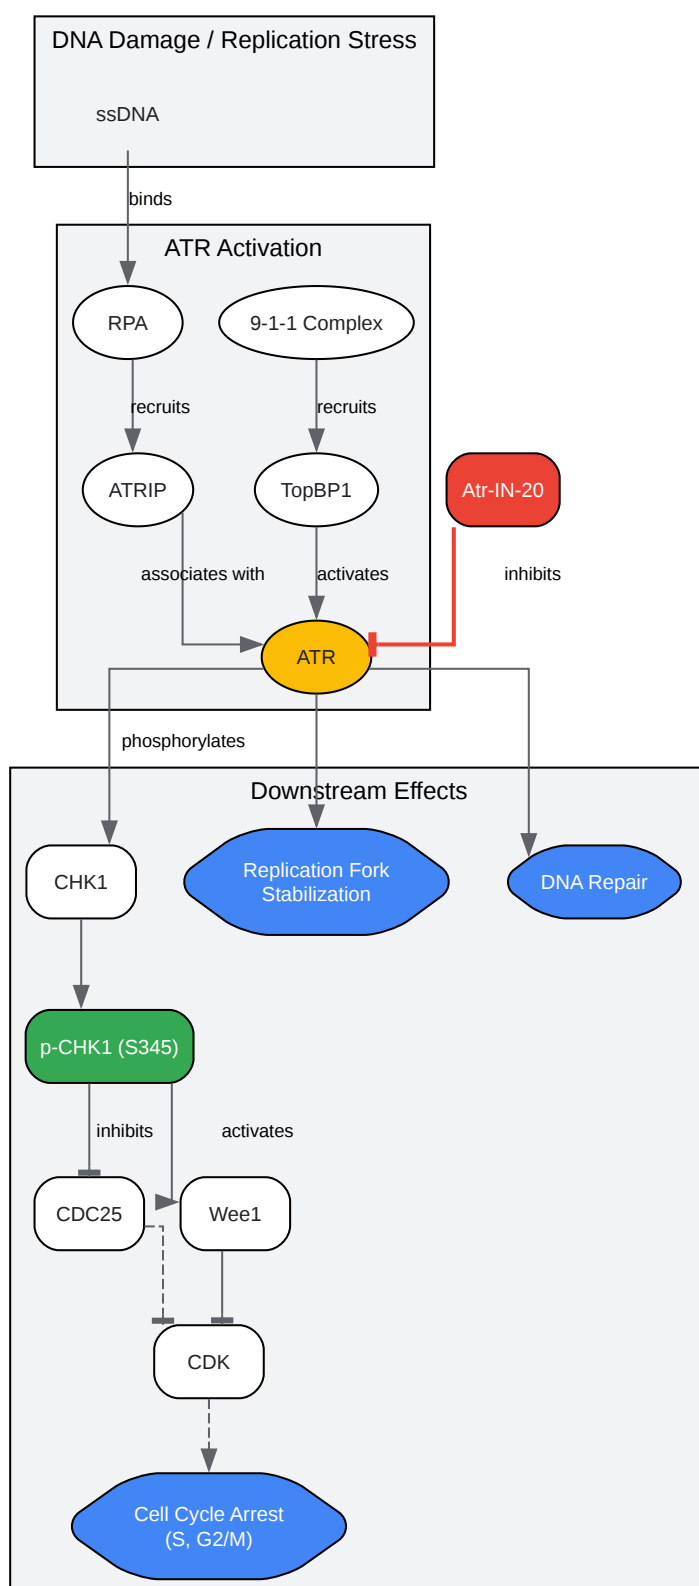 DNA Damage / Replication Stress
ssDNA
binds
ATR Activation
RPA
9-1-1 Complex
recruits
recruits
ATRIP
TopBP1
Atr-IN-20
associates with
activates
inhibits
ATR
phosphorylates
Downstream Effects
CHK1
Replication Fork
Stabilization
DNA Repair
p-CHK1 (S345)
inhibits
activates
CDC25
Wee1
CDK
Cell Cycle Arrest
(S, G2/M)